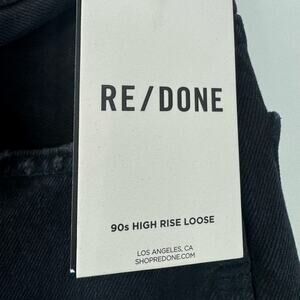 RE/DONE
90s HIGH RISE LOOSE
LOS ANGELES, CA
SHOPREDONE.COM